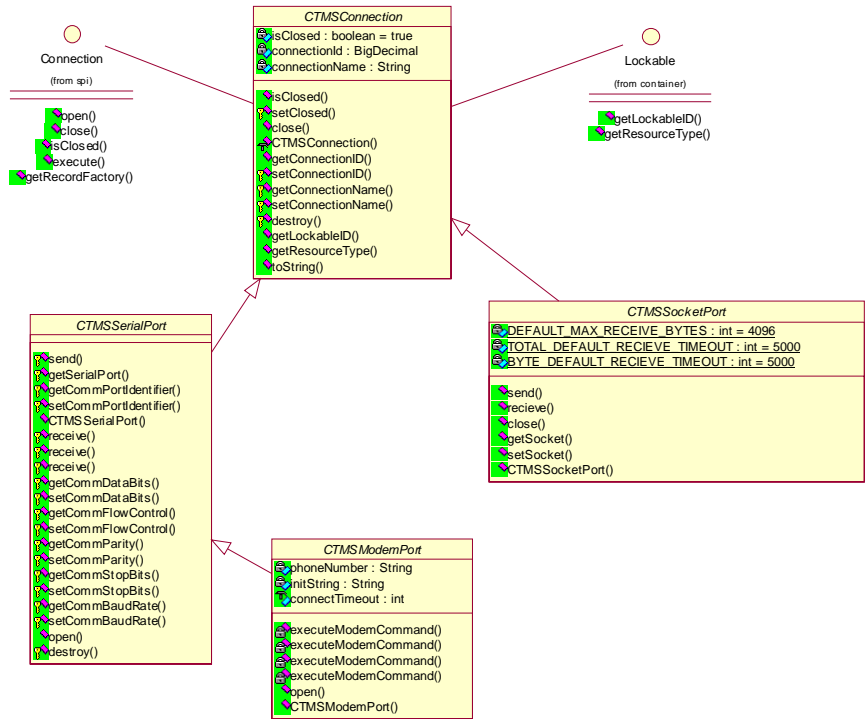 Connection
(from spi)
open()
close()
isClosed()
execute()
getRecordFactory()
CTMSConnection
isClosed : boolean = true
connectionId : BigDecimal
connectionName : String
isClosed()
setClosed()
close()
CTMSConnection()
getConnectionID()
setConnectionID()
getConnectionName()
setConnectionName()
destroy()
getLockableID()
getResourceType()
toString()
Lockable
(from container)
getLockableID()
getResourceType()
CTMSSerialPort
send()
getSerialPort()
getCommPortIdentifier()
setCommPortIdentifier()
CTMSSerialPort()
receive()
receive()
receive()
getCommDataBits()
setCommDataBits()
getCommFlowControl()
setCommFlowControl()
getCommParity()
setCommParity()
getCommStopBits()
setCommStopBits()
getCommBaudRate()
setCommBaudRate()
open()
destroy()
CTMSSocketPort
DEFAULT_MAX_RECEIVE_BYTES : int = 4096
TOTAL_DEFAULT_RECIEVE_TIMEOUT : int = 5000
BYTE_DEFAULT_RECIEVE_TIMEOUT : int = 5000
send()
recieve()
close()
getSocket()
setSocket()
CTMSSocketPort()
CTMSModemPort
phoneNumber : String
initString : String
connectTimeout : int
executeModemCommand()
executeModemCommand()
executeModemCommand()
executeModemCommand()
open()
CTMSModemPort()